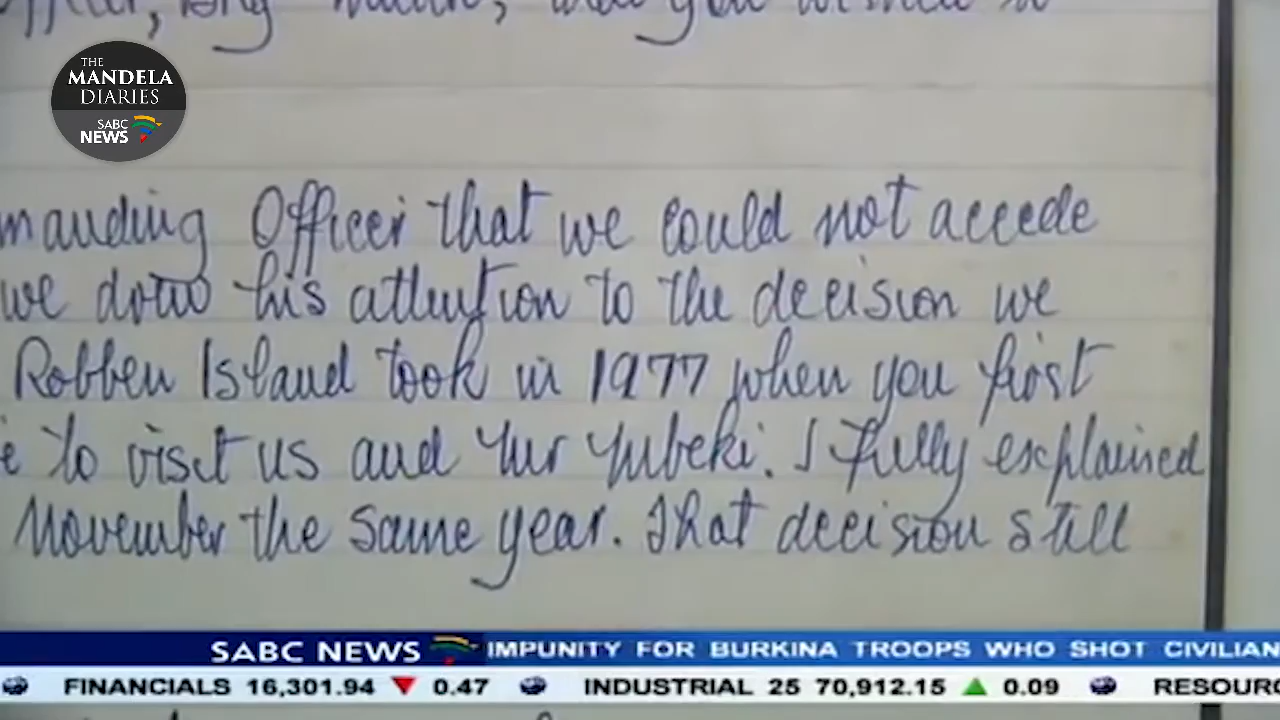 THE
MANDELA
DIARIES
SABC
NEWS
manding Officer that we could not accede
we draw his attention to the decision we
Robben Island took in 1977 when you first
e to visit us and Mr Mbeki. I fully explained
November the same year. That decision still
SABC NEWS IMPUNITY FOR BURKINA TROOPS WHO SHOT CIVILIAN
FINANCIALS 16,301.94 0.47 INDUSTRIAL 25 70,912.15 0.09 RESOURC